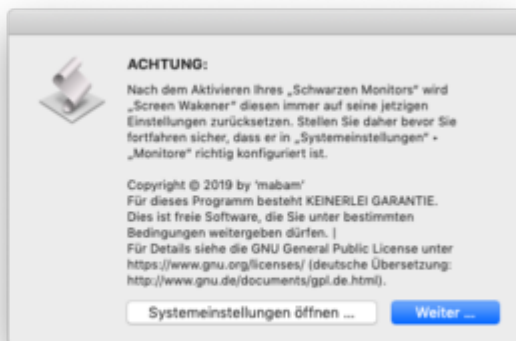 ACHTUNG:
Nach dem Aktivieren Ihres „Schwarzen Monitors“ wird
„Screen Wakener“ diesen immer auf seine jetzigen
Einstellungen zurücksetzen. Stellen Sie daher bevor Sie
fortfahren sicher, dass er in „Systemeinstellungen“ -
„Monitore“ richtig konfiguriert ist.
Copyright © 2019 by 'mabam'
Für dieses Programm besteht KEINERLEI GARANTIE.
Dies ist freie Software, die Sie unter bestimmten
Bedingungen weitergeben dürfen. |
Für Details siehe die GNU General Public License unter
https://www.gnu.org/licenses/ (deutsche Übersetzung:
http://www.gnu.de/documents/gpl.de.html).
Systemeinstellungen öffnen ... Weiter ...